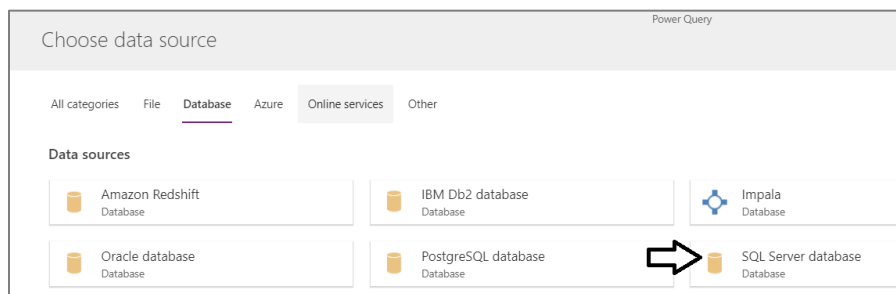 Power Query
Choose data source
All categories File Database Azure Online services Other
Data sources
Amazon Redshift
Database
IBM Db2 database
Database
Impala
Database
Oracle database
Database
PostgreSQL database
Database
SQL Server database
Database